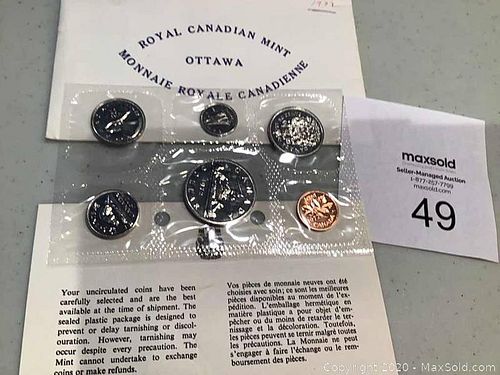 ROYAL CANADIAN MINT
OTTAWA
MONNAIE ROYALE CANADIENNE
maxsold
Seller-Managed Auction
1-877-257-7799
maxsold.com
49
Your uncirculated coins have been
carefully selected and are the best
available at the time of shipment. The
sealed plastic package is designed to
prevent or delay tarnishing or discol-
ouration. However, tarnishing may
occur despite every precaution. The
Mint cannot undertake to exchange
coins or make refunds.
Vos pièces de monnaie neuves ont été
choisies avec soin; ce sont les meilleures
pièces disponibles au moment de l'ex-
pédition. L'emballage hermétique en
matière plastique a pour objet d'em-
pêcher ou du moins de retarder le ter-
nissage et la décoloration. Toutefois,
les pièces peuvent se ternir malgré toutes
les précautions. La Monnaie ne peut
s'engager à faire l'échange ou le rem-
boursement des pièces.
Copyright 2020 - MaxSold.com